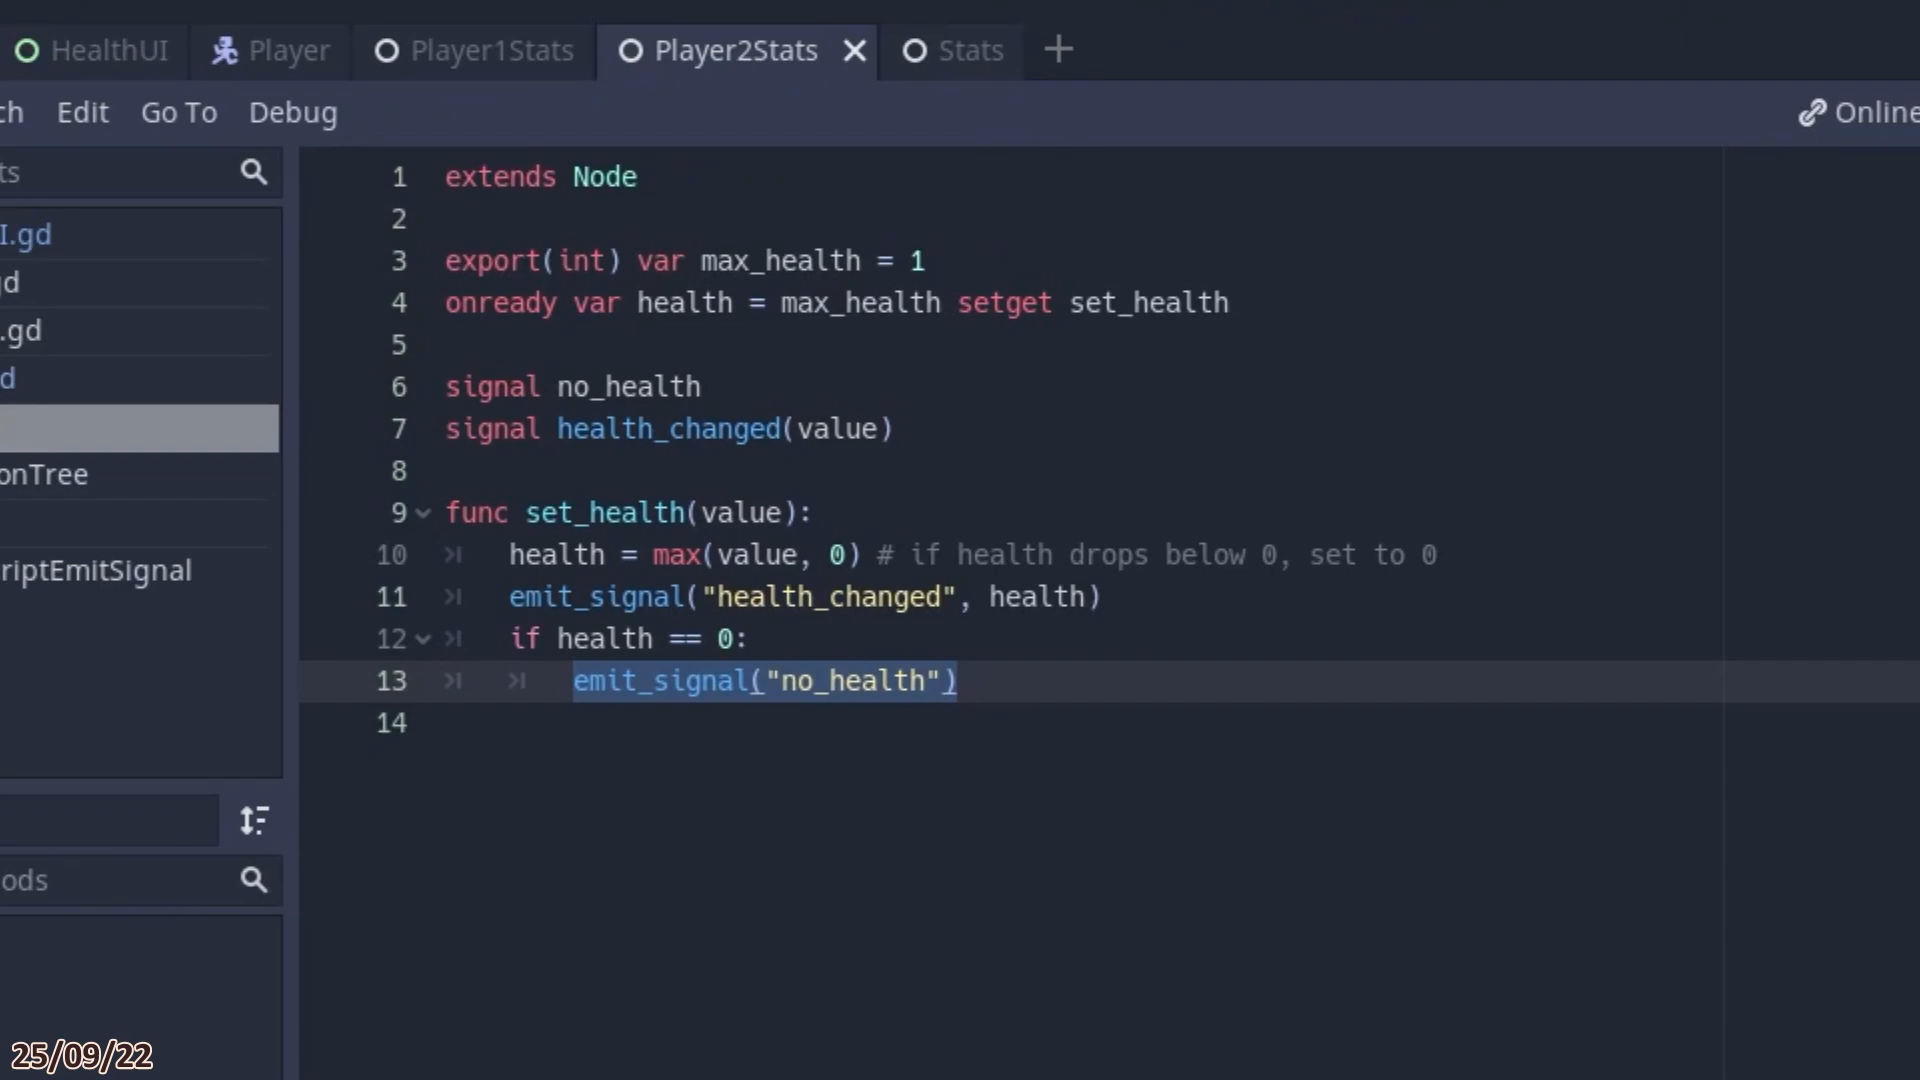 HealthUI Player Player1Stats Player2Stats Stats
ch Edit Go To Debug Online
ts
I.gd
gd
.gd
d
onTree
riptEmitSignal
ods
1 extends Node
2
3 export(int) var max_health = 1
4 onready var health = max_health setget set_health
5
6 signal no_health
7 signal health_changed(value)
8
9 func set_health(value):
10 health = max(value, 0) # if health drops below 0, set to 0
11 emit_signal("health_changed", health)
12 if health == 0:
13 emit_signal("no_health")
14
25/09/22